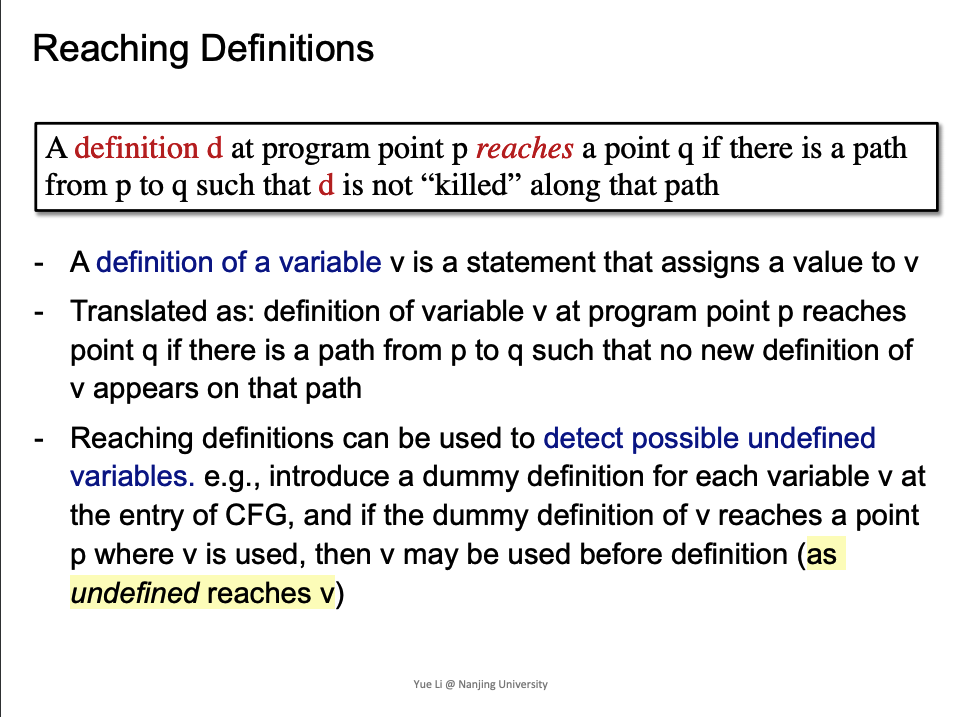 Reaching Definitions
A definition d at program point p reaches a point q if there is a path
from p to q such that d is not “killed” along that path
- A definition of a variable v is a statement that assigns a value to v
- Translated as: definition of variable v at program point p reaches
point q if there is a path from p to q such that no new definition of
v appears on that path
- Reaching definitions can be used to detect possible undefined
variables. e.g., introduce a dummy definition for each variable v at
the entry of CFG, and if the dummy definition of v reaches a point
p where v is used, then v may be used before definition (as
undefined reaches v)
Yue Li @ Nanjing University